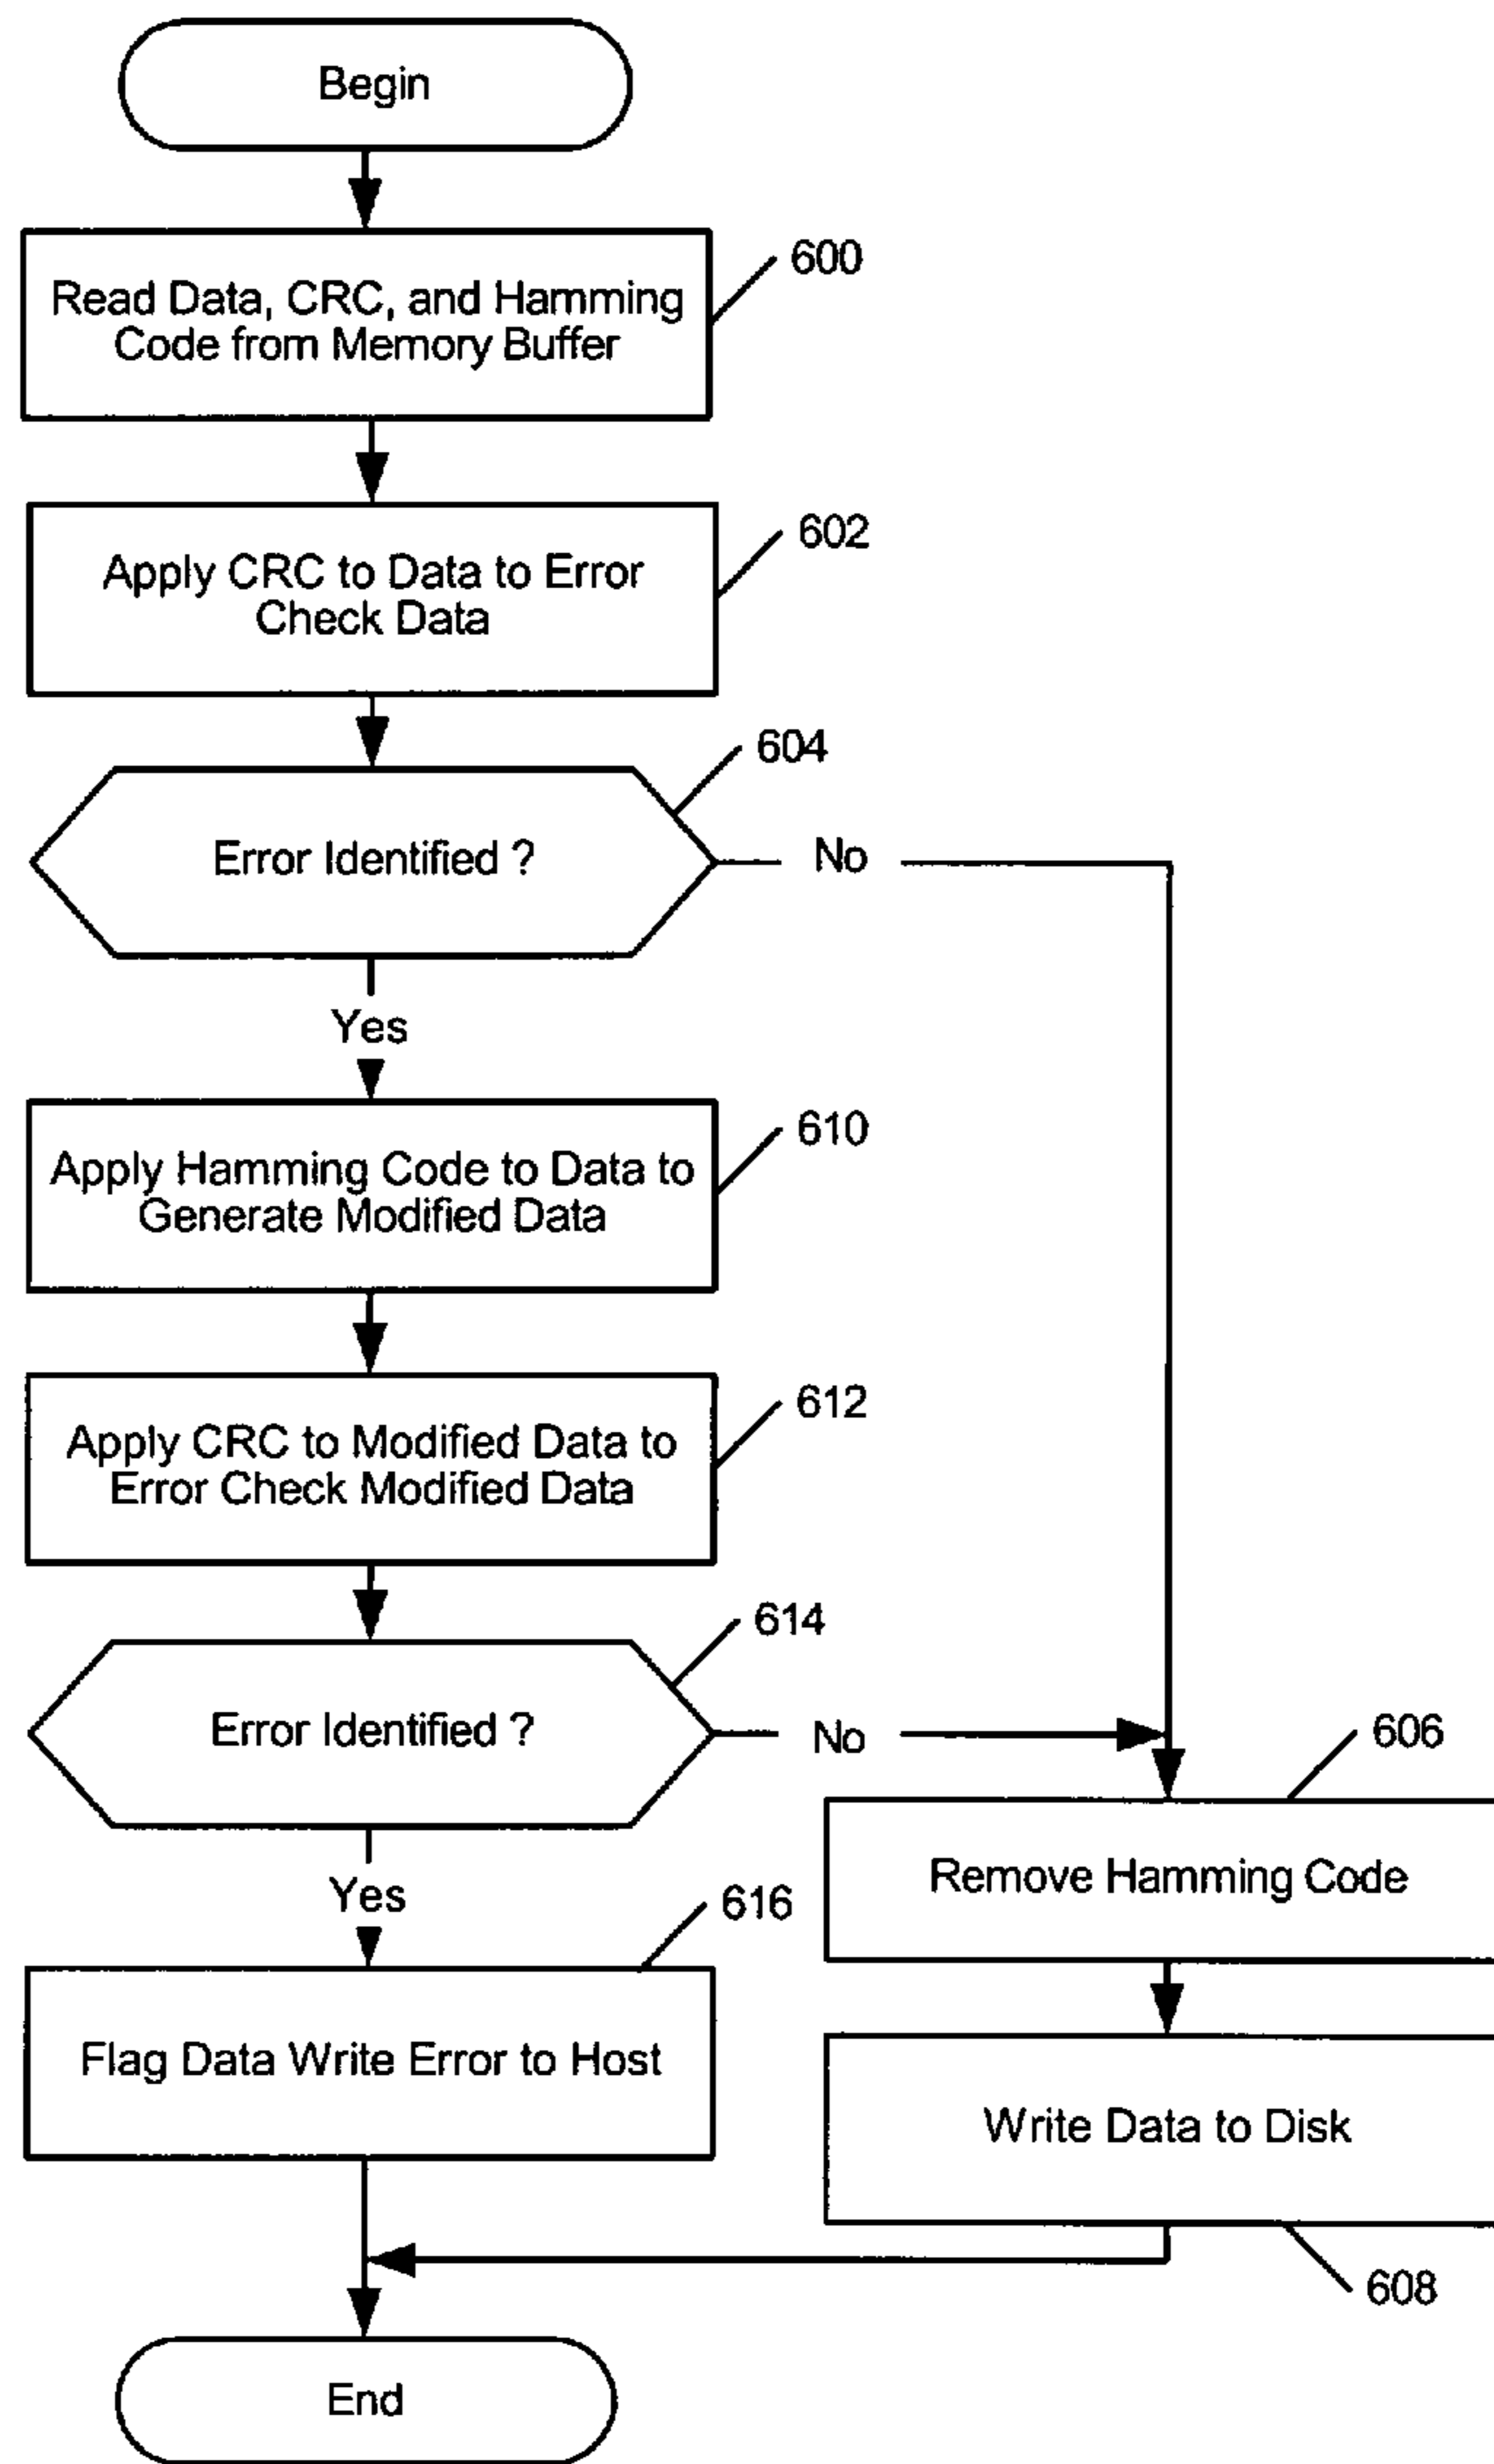 Begin
600
Read Data, CRC, and Hamming
Code from Memory Buffer
602
Apply CRC to Data to Error
Check Data
604
Error Identified ?
No
Yes
610
Apply Hamming Code to Data to
Generate Modified Data
612
Apply CRC to Modified Data to
Error Check Modified Data
614
Error Identified ?
No
606
Remove Hamming Code
Yes
616
Flag Data Write Error to Host
Write Data to Disk
608
End